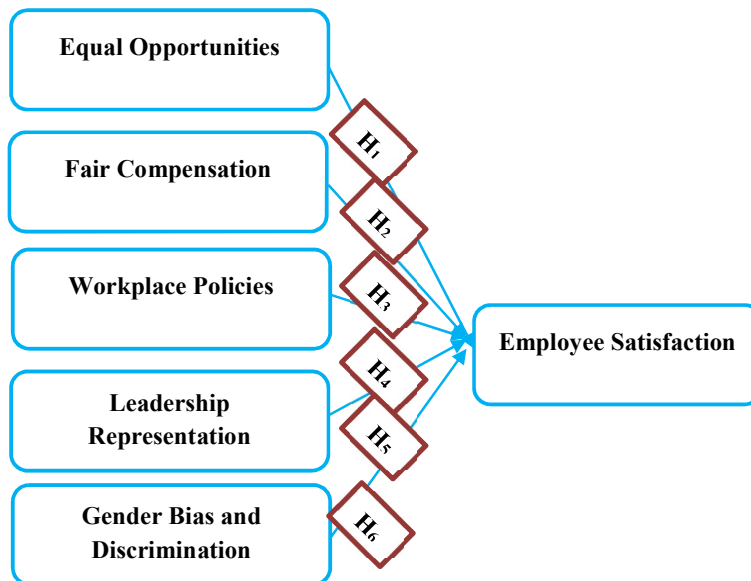 Equal Opportunities
H₁
Fair Compensation
H₂
Workplace Policies
H₃
Employee Satisfaction
H₄
Leadership
Representation
H₅
Gender Bias and
Discrimination
H₆